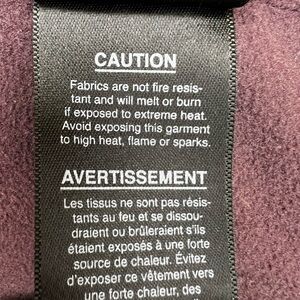 CAUTION
Fabrics are not fire resis-
tant and will melt or burn
if exposed to extreme heat.
Avoid exposing this garment
to high heat, flame or sparks.
AVERTISSEMENT
Les tissus ne sont pas résis-
tants au feu et se dissou-
draient ou brûleraient s'ils
étaient exposés à une forte
source de chaleur. Évitez
d'exposer ce vêtement vers
une forte chaleur, des